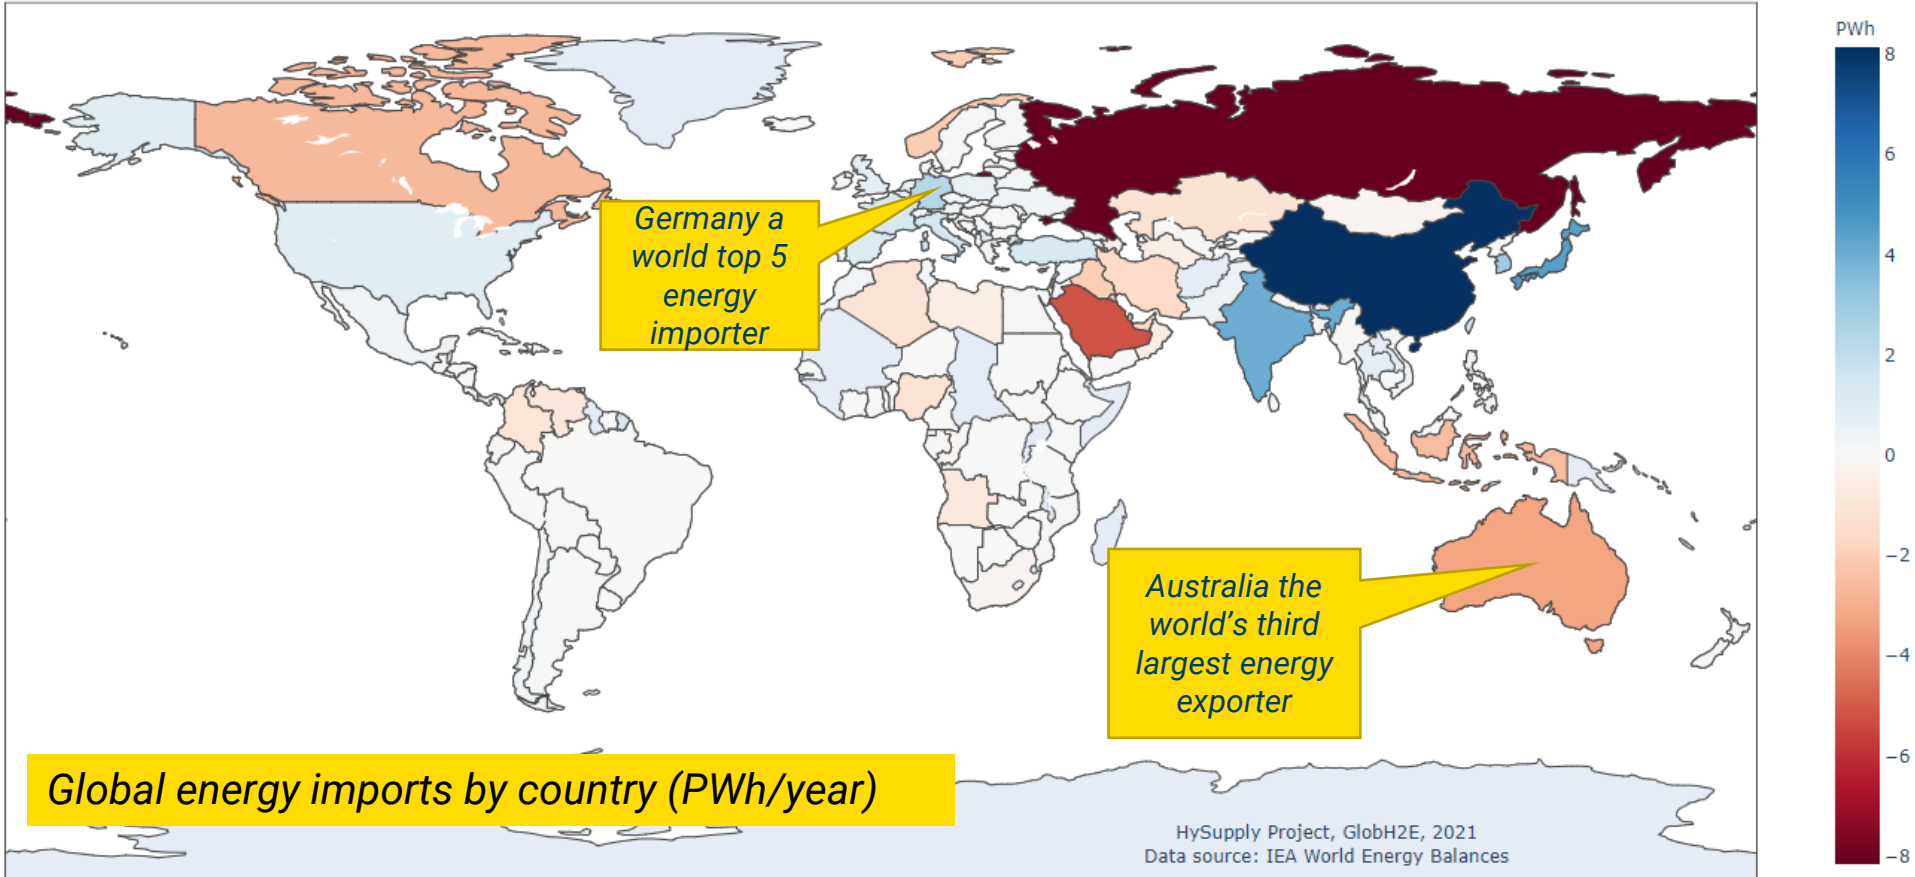 PWh
8
6
4
2
0
−2
−4
−6
−8
Germany a
world top 5
energy
importer
Australia the
world’s third
largest energy
exporter
Global energy imports by country (PWh/year)
HySupply Project, GlobH2E, 2021
Data source: IEA World Energy Balances